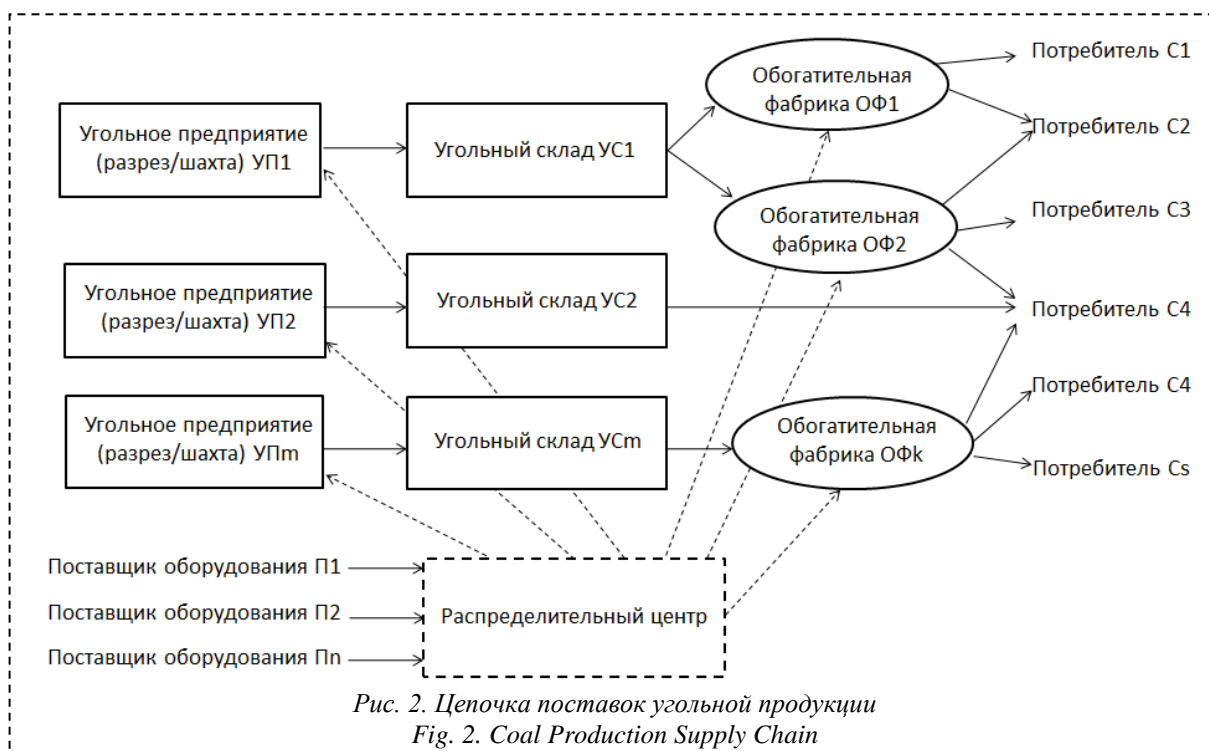 Обогатительная
фабрика ОФ1
Потребитель С1
Угольное предприятие
(разрез/шахта) УП1
Угольный склад УС1
Потребитель С2
Обогатительная
фабрика ОФ2
Потребитель С3
Угольное предприятие
(разрез/шахта) УП2
Угольный склад УС2
Потребитель С4
Угольное предприятие
(разрез/шахта) УПm
Угольный склад УСm
Обогатительная
фабрика ОФk
Потребитель С4
Потребитель Сs
Поставщик оборудования П1
Поставщик оборудования П2
Поставщик оборудования Пn
Распределительный центр
Рис. 2. Цепочка поставок угольной продукции
Fig. 2. Coal Production Supply Chain